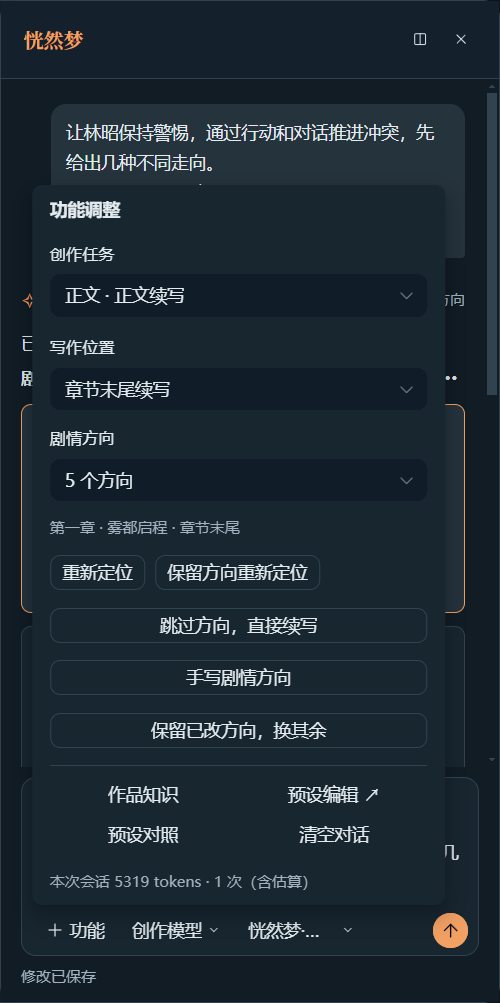 恍然梦
让林昭保持警惕，通过行动和对话推进冲突，先
给出几种不同走向。
功能调整
创作任务
正文 · 正文续写
方向
写作位置
章节末尾续写
剧情方向
5 个方向
第一章 · 雾都启程 · 章节末尾
重新定位 保留方向重新定位
跳过方向，直接续写
手写剧情方向
保留已改方向，换其余
作品知识 预设编辑 ↗
预设对照 清空对话
几
本次会话 5319 tokens · 1 次（含估算）
+ 功能 创作模型 恍然梦·...
修改已保存